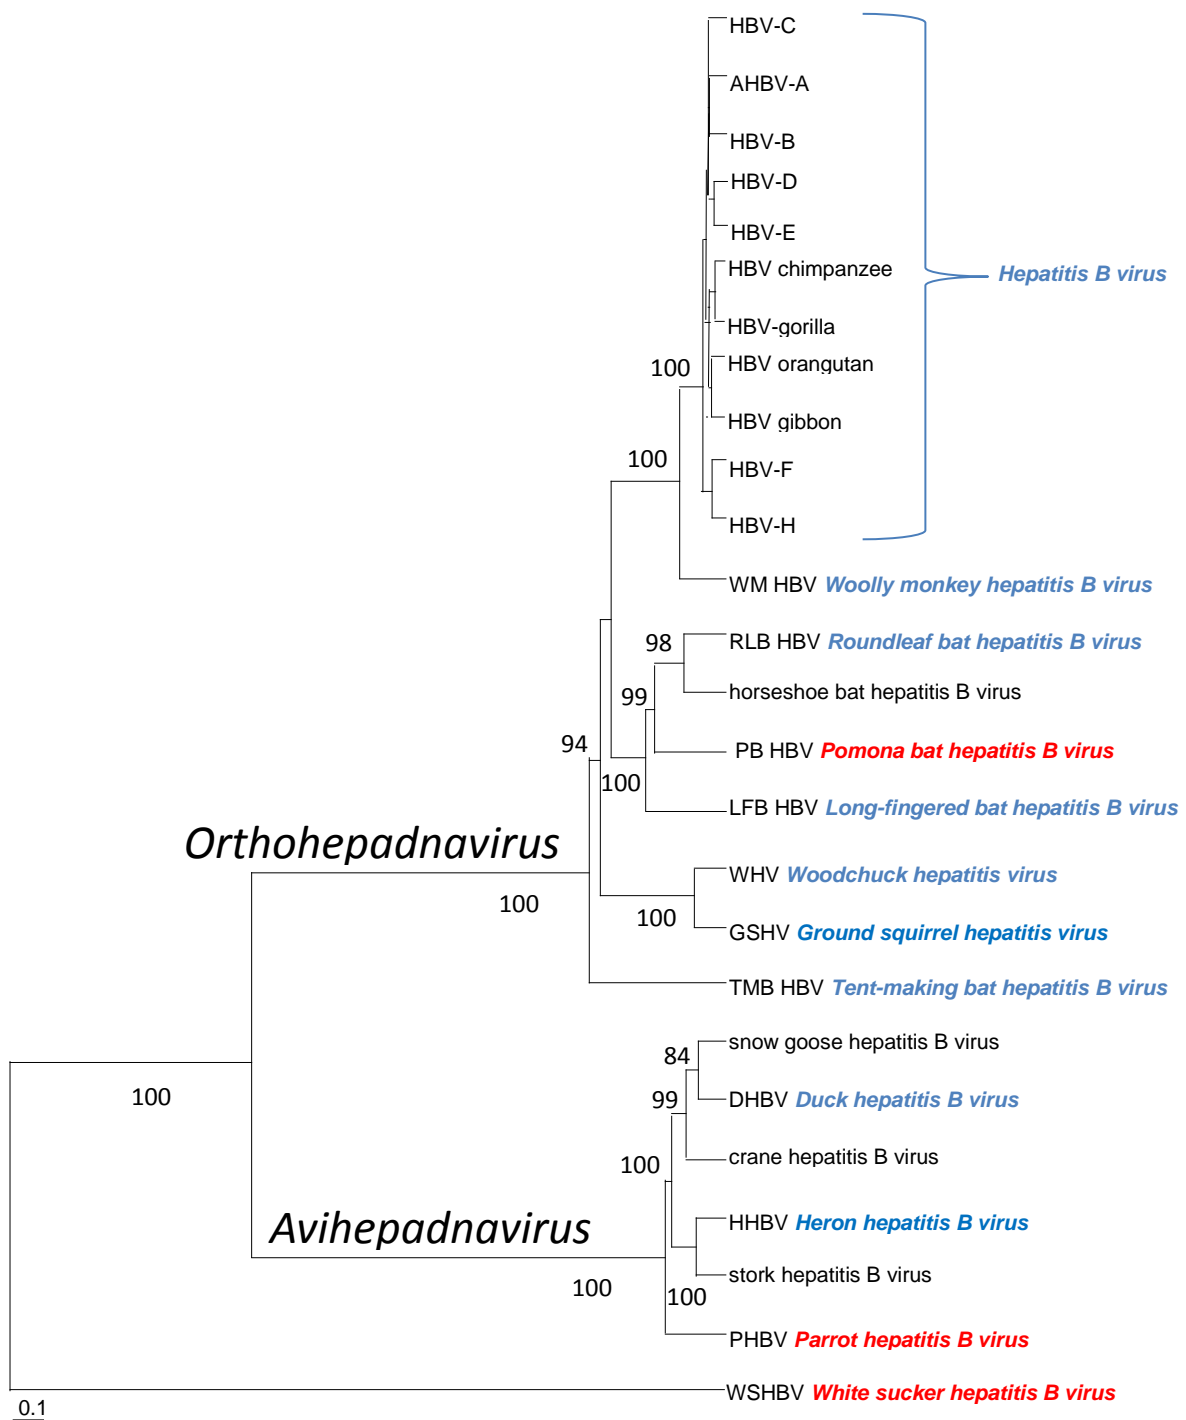 HBV-C
AHBV-A
HBV-B
HBV-D
HBV-E
HBV chimpanzee
Hepatitis B virus
HBV-gorilla
100
HBV orangutan
HBV gibbon
100
HBV-F
HBV-H
WM HBV Woolly monkey hepatitis B virus
98
RLB HBV Roundleaf bat hepatitis B virus
99
horseshoe bat hepatitis B virus
94
PB HBV Pomona bat hepatitis B virus
100
LFB HBV Long-fingered bat hepatitis B virus
Orthohepadnavirus
WHV Woodchuck hepatitis virus
100
100
GSHV Ground squirrel hepatitis virus
TMB HBV Tent-making bat hepatitis B virus
snow goose hepatitis B virus
84
100
DHBV Duck hepatitis B virus
99
crane hepatitis B virus
100
Avihepadnavirus
HHBV Heron hepatitis B virus
stork hepatitis B virus
100
100
PHBV Parrot hepatitis B virus
WSHBV White sucker hepatitis B virus
0.1